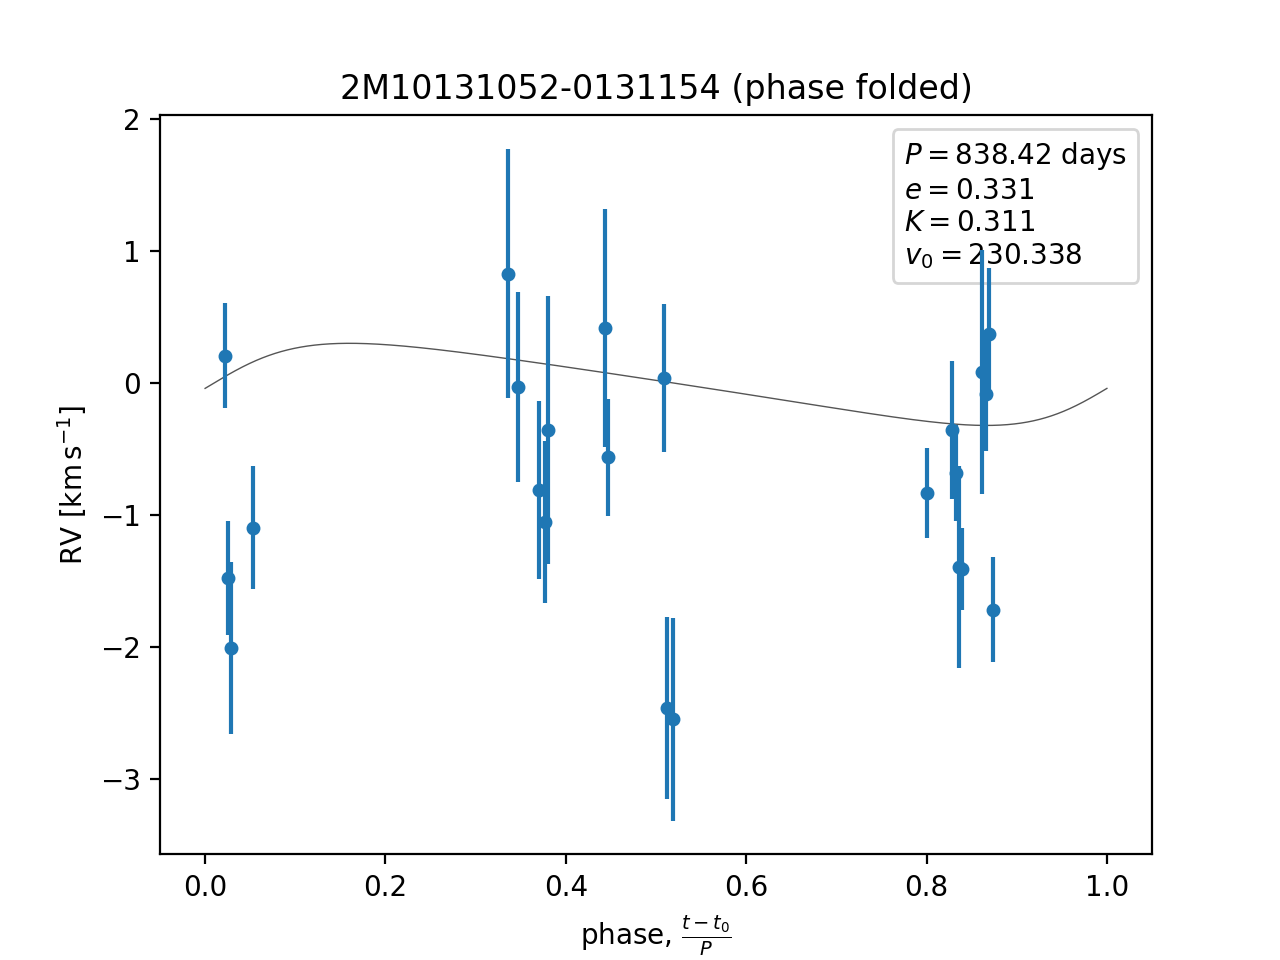 2M10131052-0131154 (phase folded)
P = 838.42 days
e = 0.331
K = 0.311
v₀ = 230.338
2
1
0
−1
−2
−3
RV [km s⁻¹]
0.0 0.2 0.4 0.6 0.8 1.0
phase, (t − t₀)/P